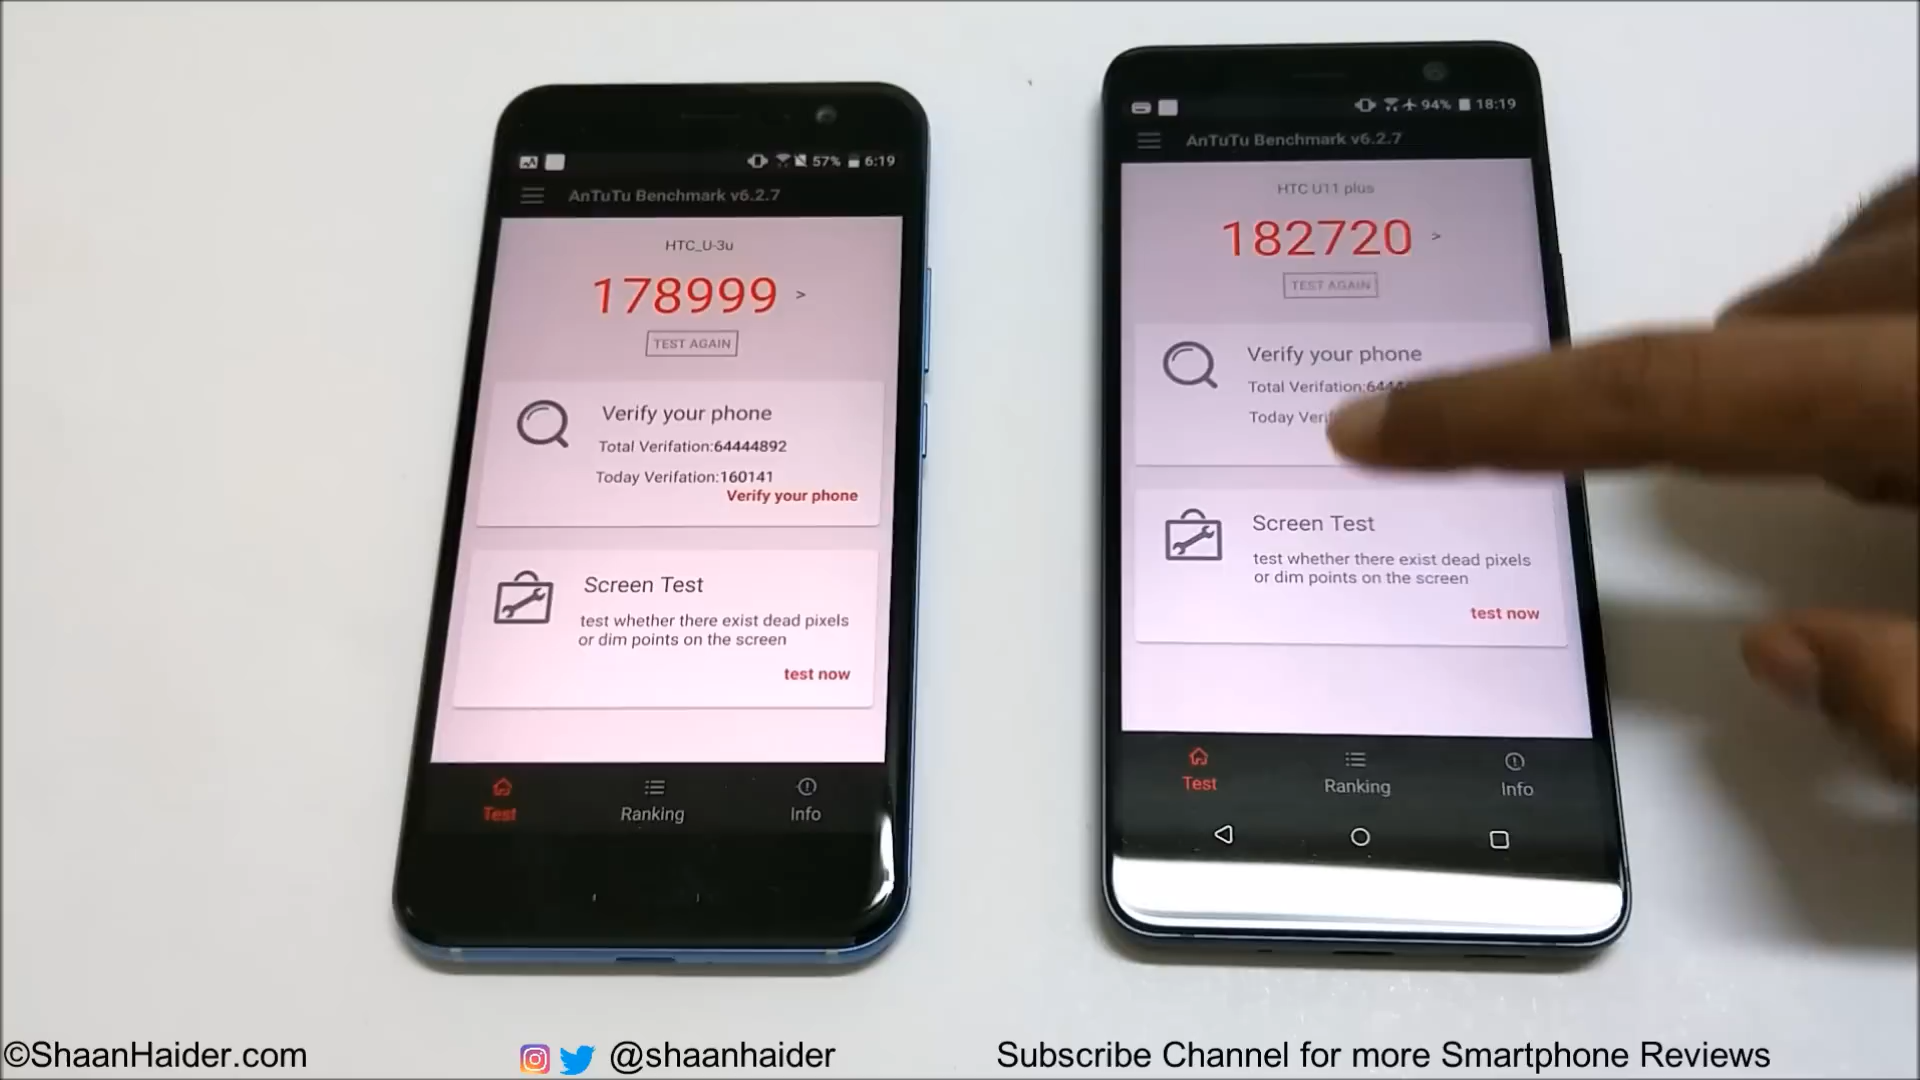 57% 6:19
AnTuTu Benchmark v6.2.7
HTC_U-3u
178999 >
TEST AGAIN
Verify your phone
Total Verifation:64444892
Today Verifation:160141
Verify your phone
Screen Test
test whether there exist dead pixels
or dim points on the screen
test now
Test Ranking Info
94% 18:19
AnTuTu Benchmark v6.2.7
HTC U11 plus
182720 >
TEST AGAIN
Verify your phone
Total Verifation:
Today
Screen Test
test whether there exist dead pixels
or dim points on the screen
test now
Test Ranking Info
©ShaanHaider.com
@shaanhaider
Subscribe Channel for more Smartphone Reviews